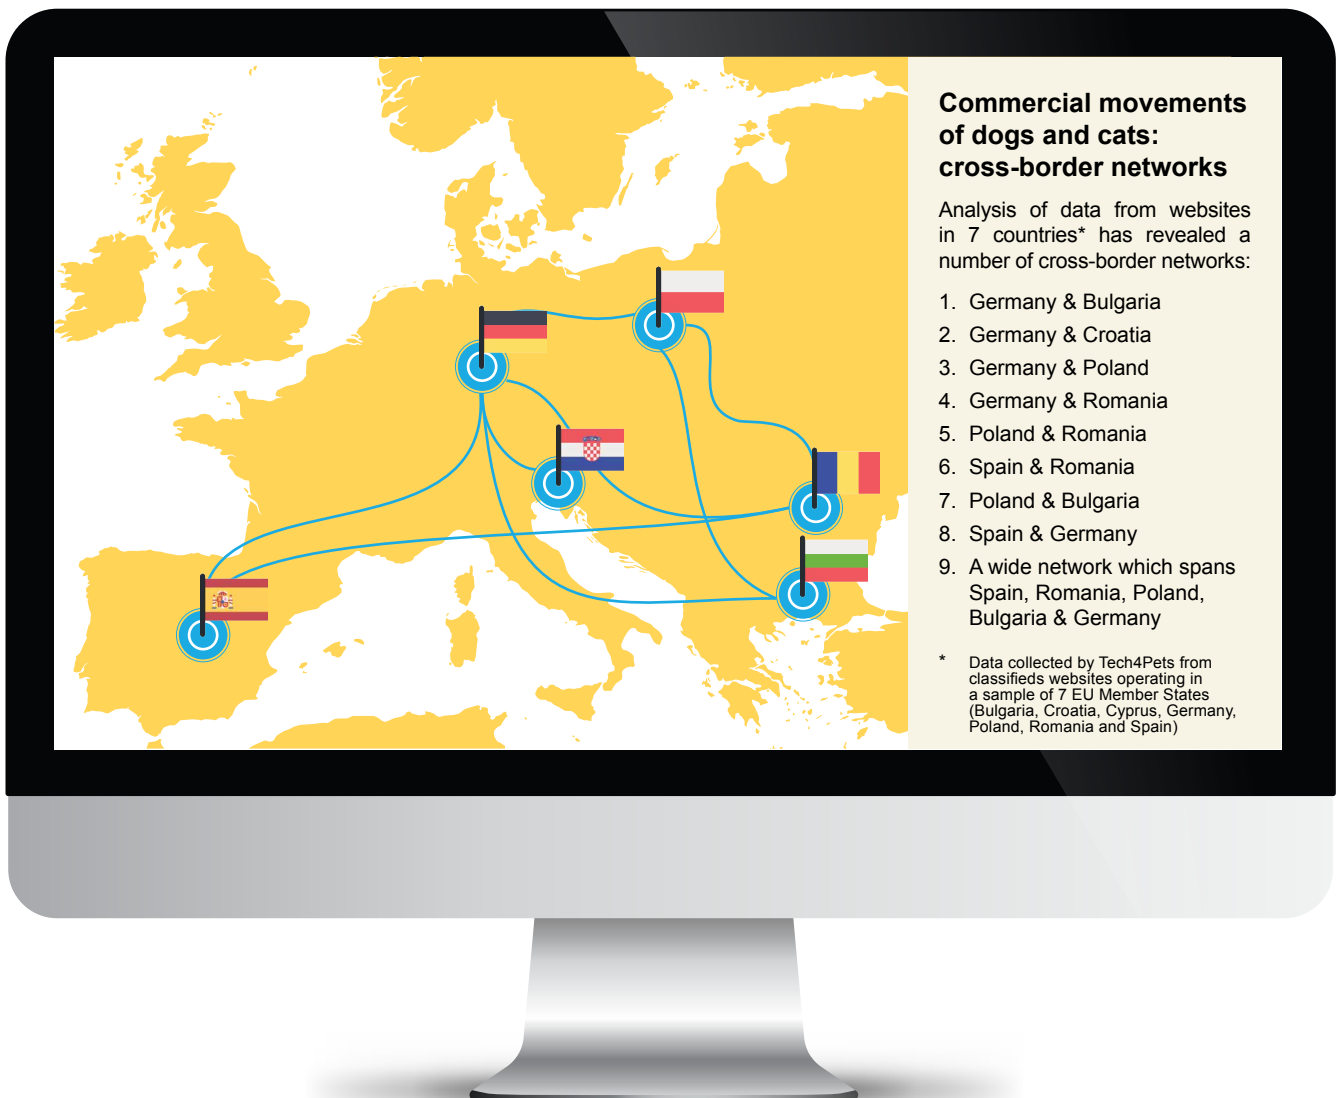 Commercial movements
of dogs and cats:
cross-border networks
Analysis of data from websites
in 7 countries* has revealed a
number of cross-border networks:
1. Germany & Bulgaria
2. Germany & Croatia
3. Germany & Poland
4. Germany & Romania
5. Poland & Romania
6. Spain & Romania
7. Poland & Bulgaria
8. Spain & Germany
9. A wide network which spans
Spain, Romania, Poland,
Bulgaria & Germany
* Data collected by Tech4Pets from
classifieds websites operating in
a sample of 7 EU Member States
(Bulgaria, Croatia, Cyprus, Germany,
Poland, Romania and Spain)